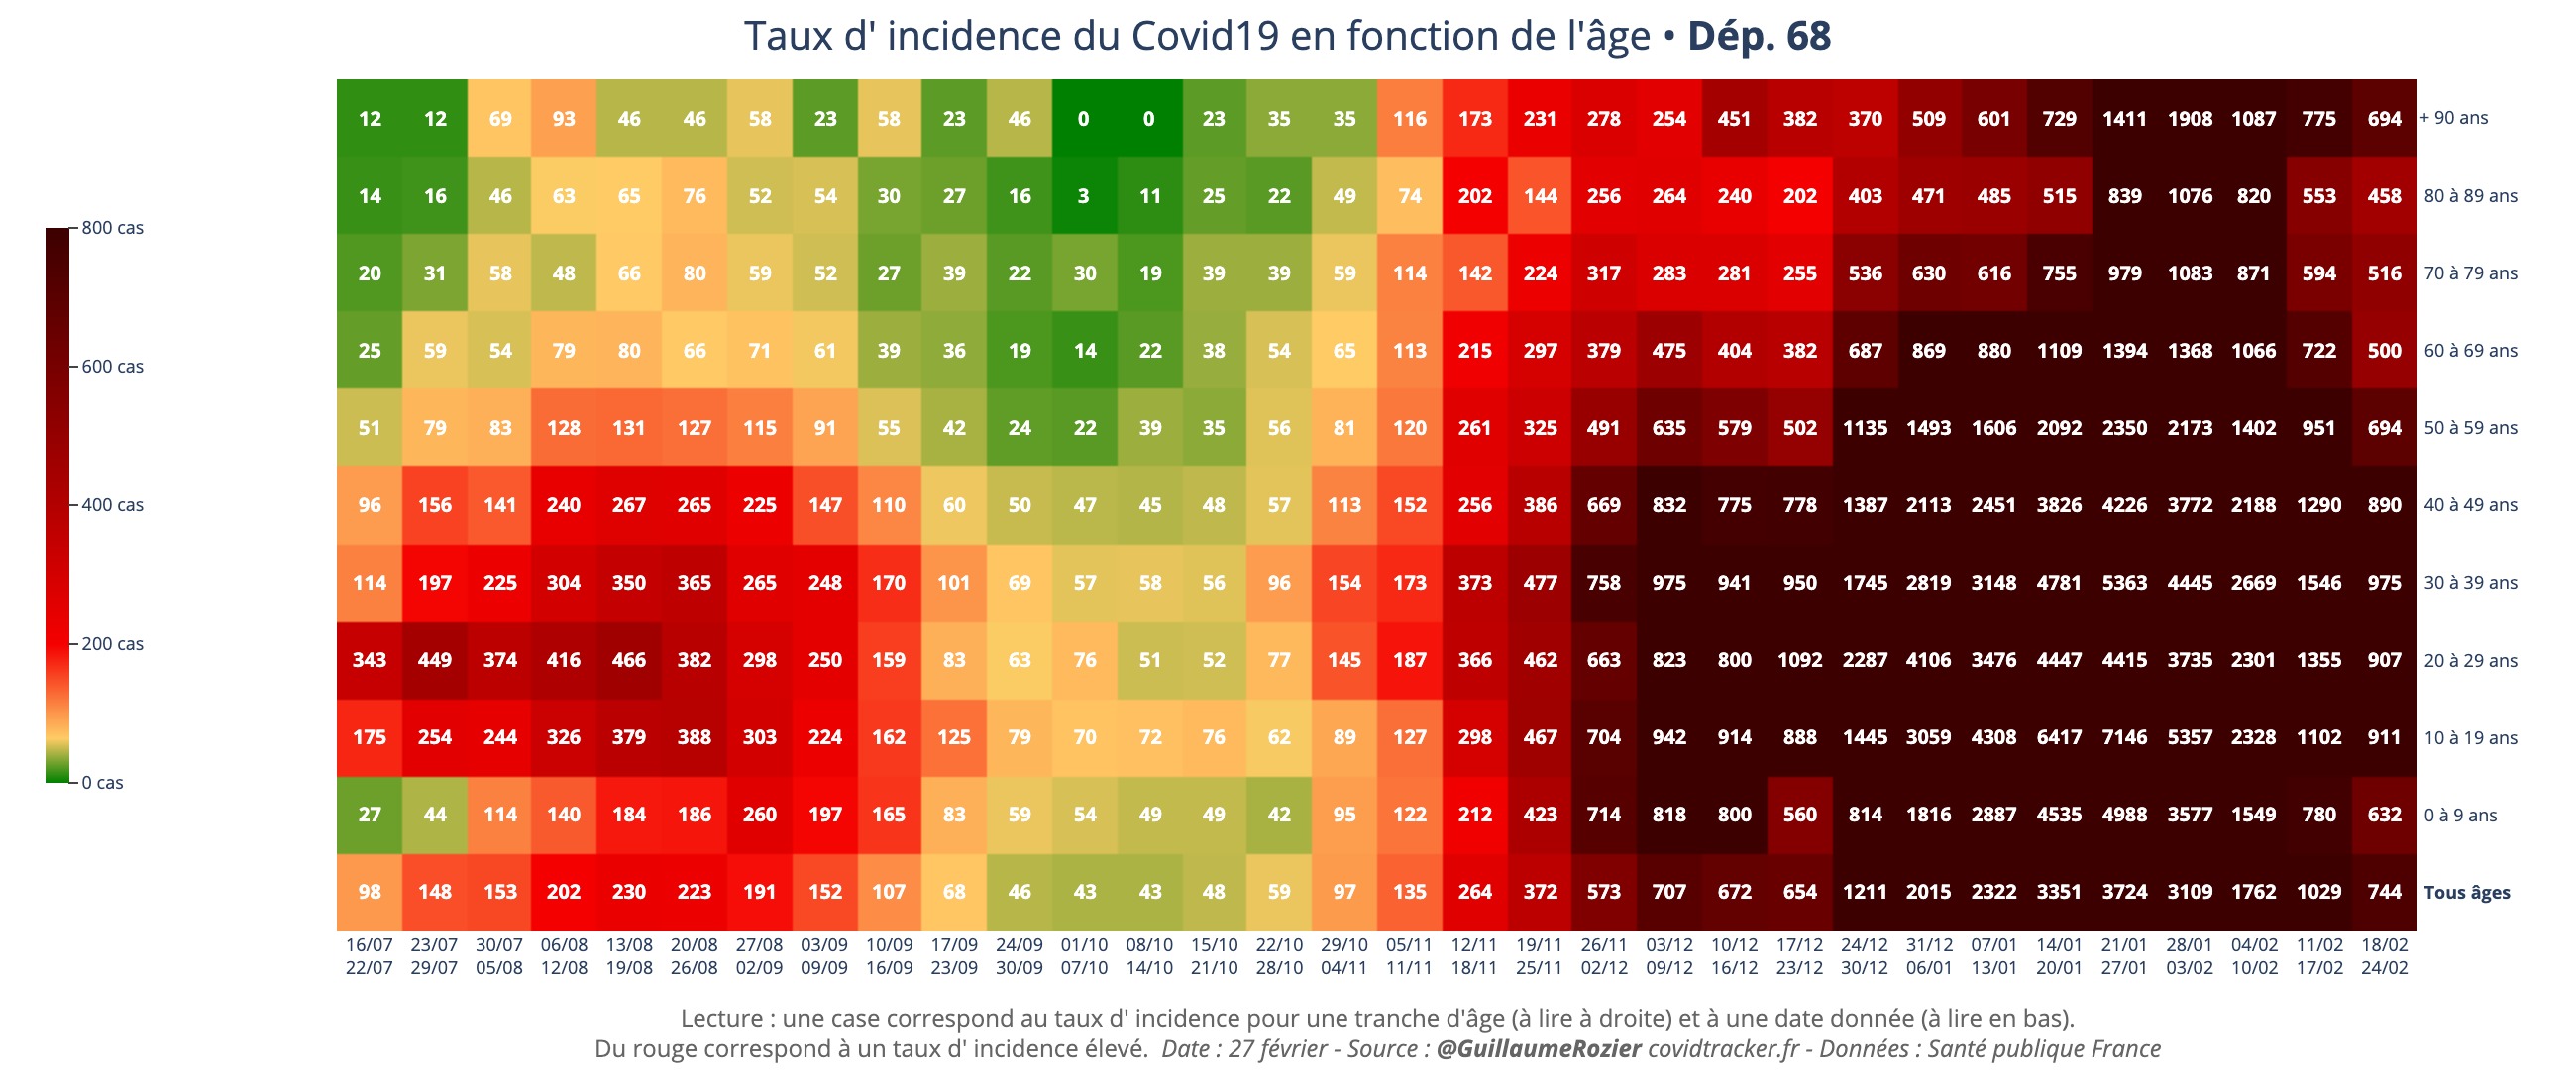 Taux d' incidence du Covid19 en fonction de l'âge • Dép. 68
800 cas
600 cas
400 cas
200 cas
0 cas
12 12 69 93 46 46 58 23 58 23 46 0 0 23 35 35 116 173 231 278 254 451 382 370 509 601 729 1411 1908 1087 775 694 + 90 ans
14 16 46 63 65 76 52 54 30 27 16 3 11 25 22 49 74 202 144 256 264 240 202 403 471 485 515 839 1076 820 553 458 80 à 89 ans
20 31 58 48 66 80 59 52 27 39 22 30 19 39 39 59 114 142 224 317 283 281 255 536 630 616 755 979 1083 871 594 516 70 à 79 ans
25 59 54 79 80 66 71 61 39 36 19 14 22 38 54 65 113 215 297 379 475 404 382 687 869 880 1109 1394 1368 1066 722 500 60 à 69 ans
51 79 83 128 131 127 115 91 55 42 24 22 39 35 56 81 120 261 325 491 635 579 502 1135 1493 1606 2092 2350 2173 1402 951 694 50 à 59 ans
96 156 141 240 267 265 225 147 110 60 50 47 45 48 57 113 152 256 386 669 832 775 778 1387 2113 2451 3826 4226 3772 2188 1290 890 40 à 49 ans
114 197 225 304 350 365 265 248 170 101 69 57 58 56 96 154 173 373 477 758 975 941 950 1745 2819 3148 4781 5363 4445 2669 1546 975 30 à 39 ans
343 449 374 416 466 382 298 250 159 83 63 76 51 52 77 145 187 366 462 663 823 800 1092 2287 4106 3476 4447 4415 3735 2301 1355 907 20 à 29 ans
175 254 244 326 379 388 303 224 162 125 79 70 72 76 62 89 127 298 467 704 942 914 888 1445 3059 4308 6417 7146 5357 2328 1102 911 10 à 19 ans
27 44 114 140 184 186 260 197 165 83 59 54 49 49 42 95 122 212 423 714 818 800 560 814 1816 2887 4535 4988 3577 1549 780 632 0 à 9 ans
98 148 153 202 230 223 191 152 107 68 46 43 43 48 59 97 135 264 372 573 707 672 654 1211 2015 2322 3351 3724 3109 1762 1029 744 Tous âges
16/07 23/07 30/07 06/08 13/08 20/08 27/08 03/09 10/09 17/09 24/09 01/10 08/10 15/10 22/10 29/10 05/11 12/11 19/11 26/11 03/12 10/12 17/12 24/12 31/12 07/01 14/01 21/01 28/01 04/02 11/02 18/02
22/07 29/07 05/08 12/08 19/08 26/08 02/09 09/09 16/09 23/09 30/09 07/10 14/10 21/10 28/10 04/11 11/11 18/11 25/11 02/12 09/12 16/12 23/12 30/12 06/01 13/01 20/01 27/01 03/02 10/02 17/02 24/02
Lecture : une case correspond au taux d' incidence pour une tranche d'âge (à lire à droite) et à une date donnée (à lire en bas).
Du rouge correspond à un taux d' incidence élevé. Date : 27 février - Source : @GuillaumeRozier covidtracker.fr - Données : Santé publique France